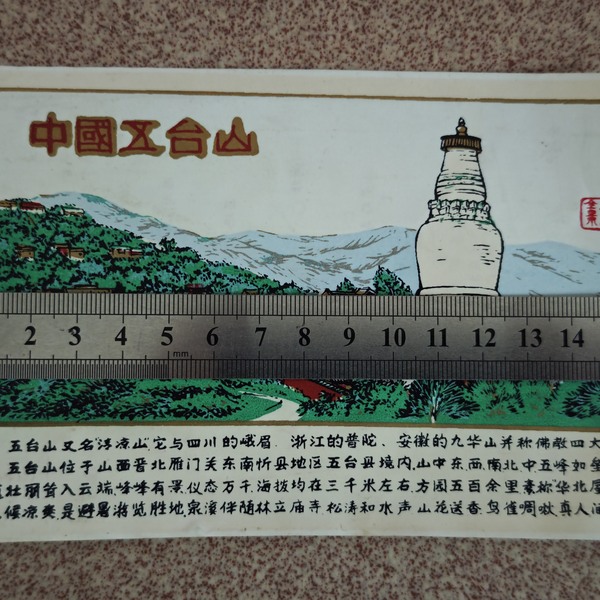 中國五台山
2 3 4 5 6 7 8 9 10 11 12 13 14
mm
五台山又名清凉山,它与四川的峨眉、浙江的普陀、安徽的九华山并称佛教四大
五台山位于山西晋北雁门关东南忻县地区五台县境内,山中东、西、南、北、中五峰如
壮丽耸入云端,峰峰有景仪态万千,海拨均在三千米左右,方园五百余里素称华北屋
候凉爽,是避暑游览胜地,泉瀑伴随林立庙寺松涛和水声山花送香鸟雀啁啾真人间